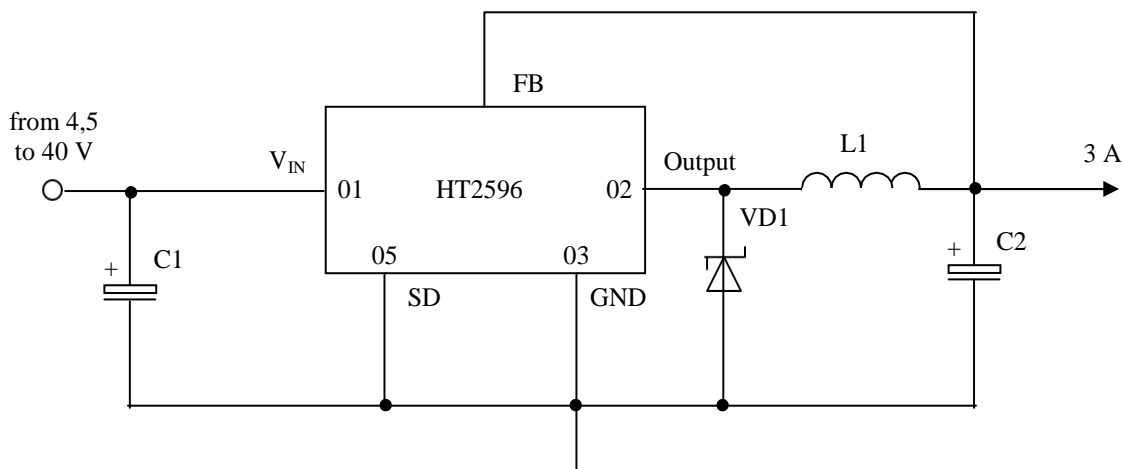 FB
from 4,5
to 40 V
V_IN
Output
L1
3 A
01
HT2596
02
VD1
C2
+
C1
+
05
03
SD
GND